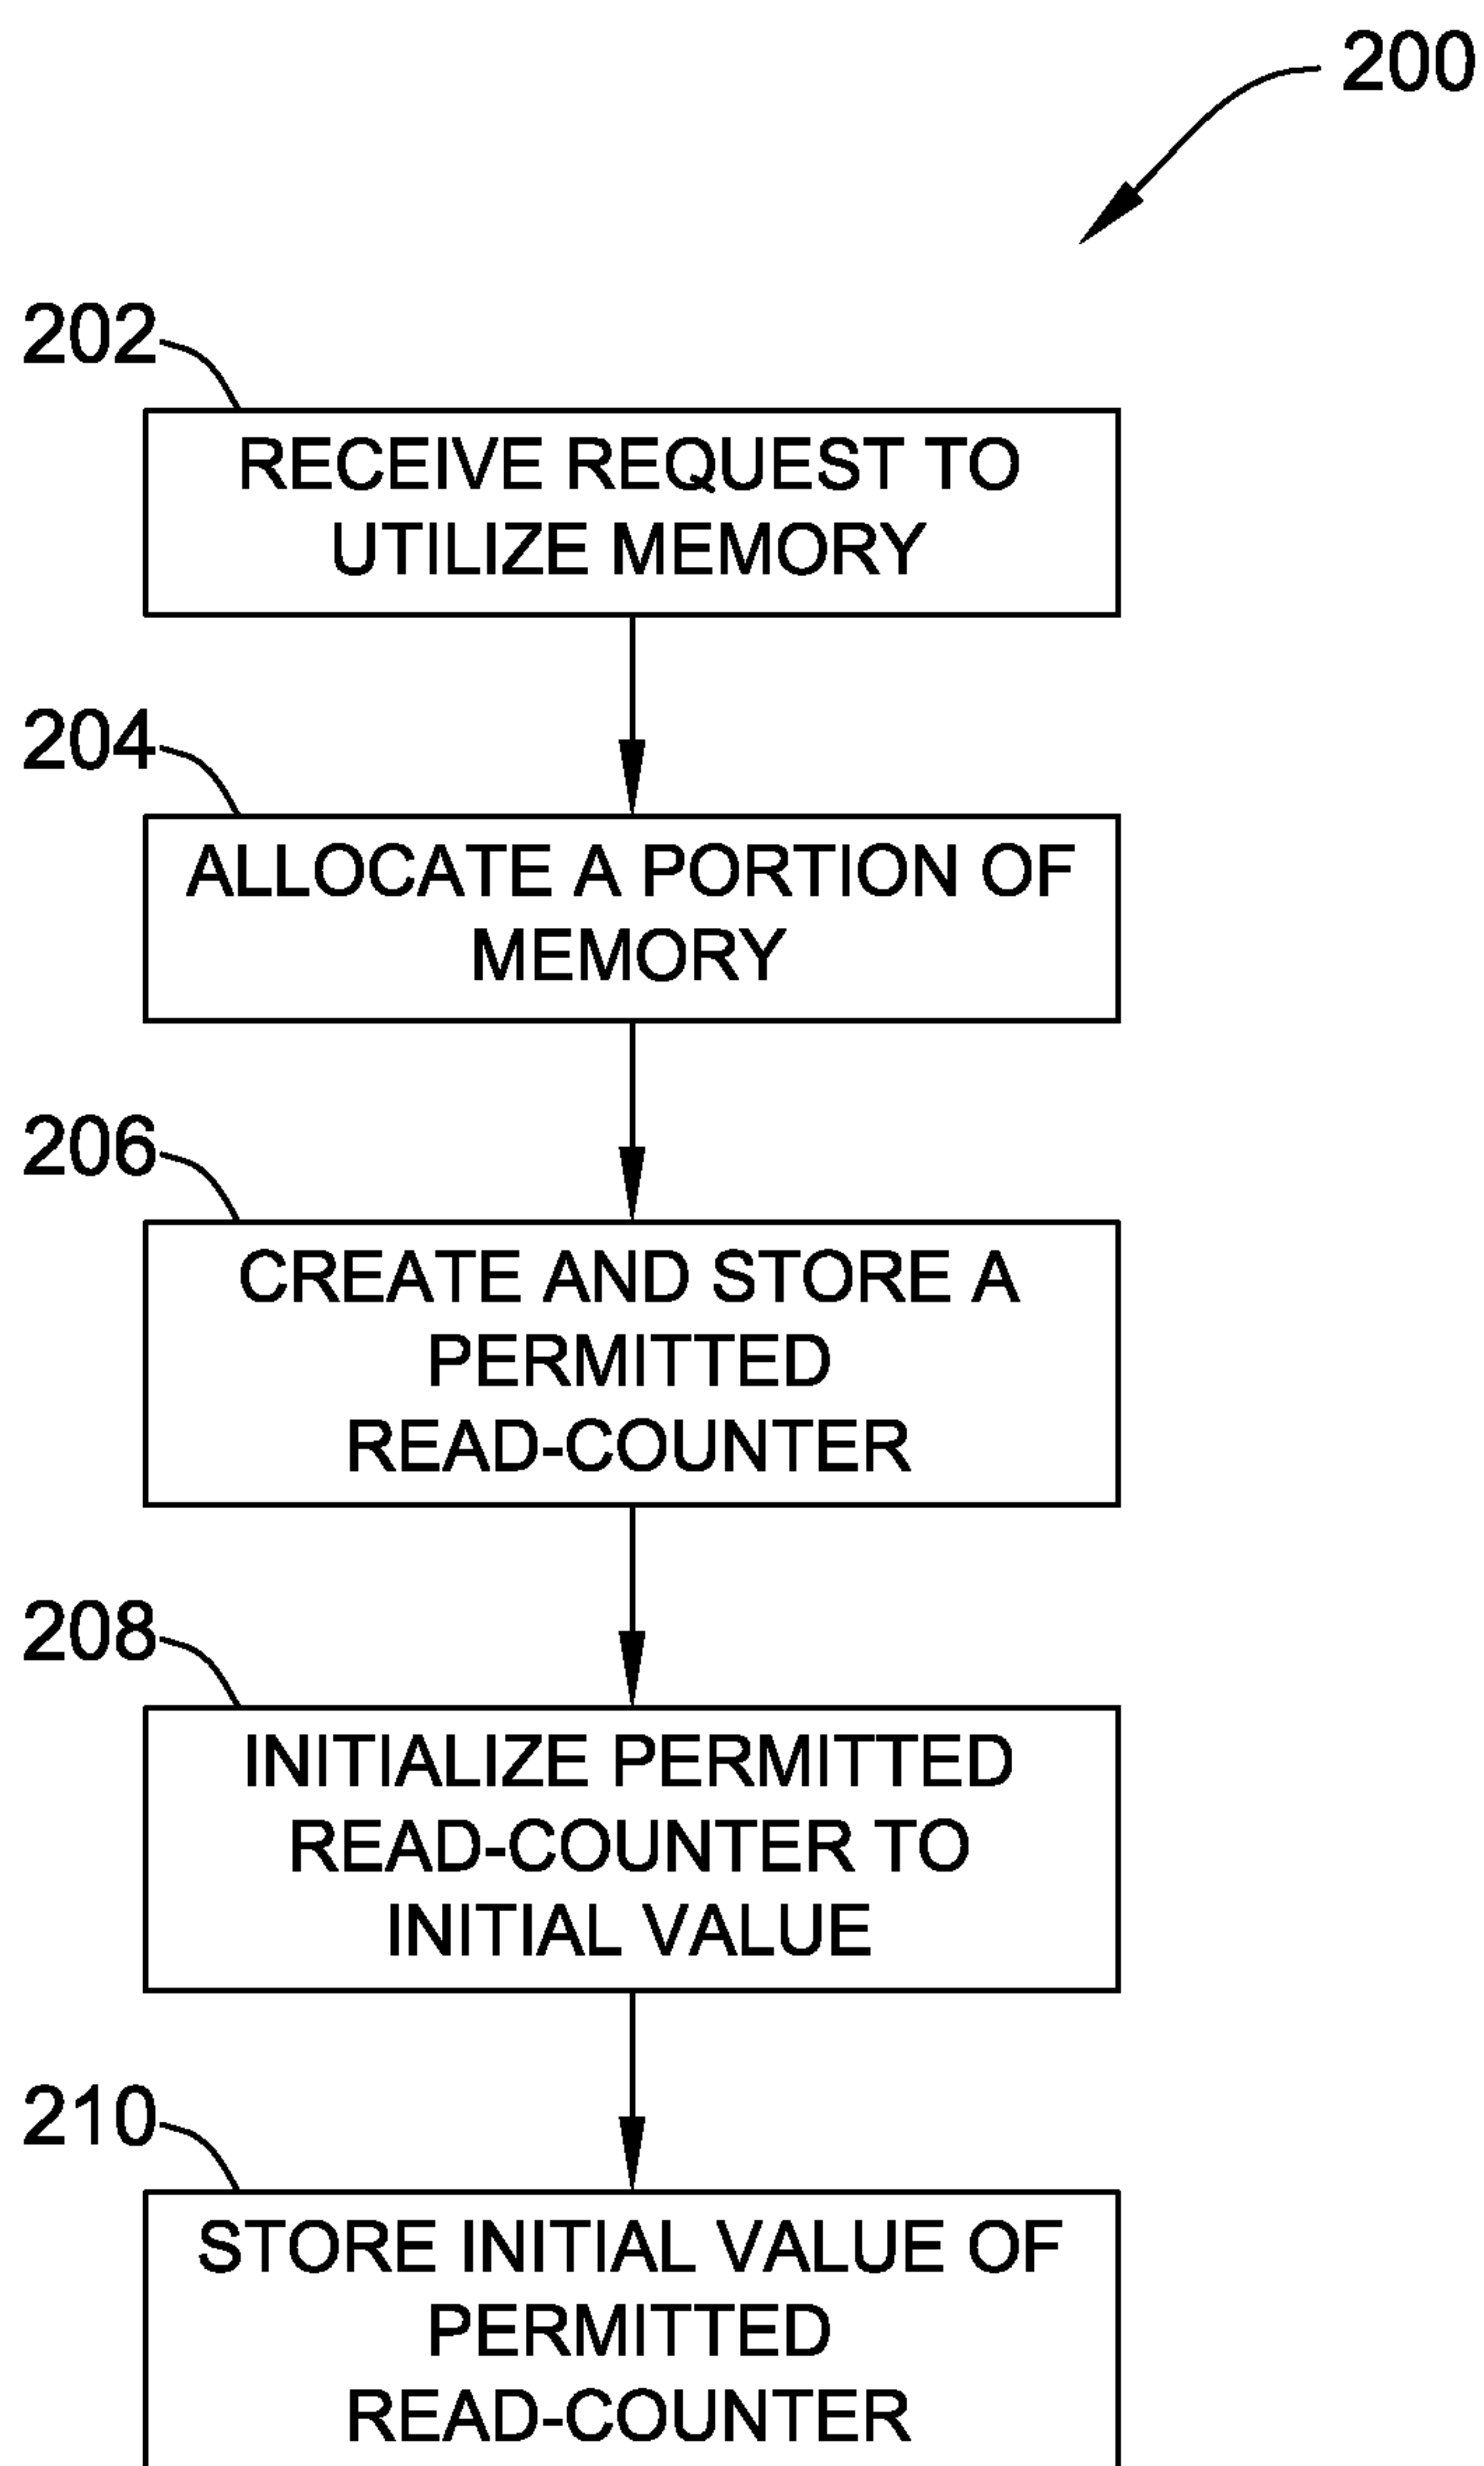 200
202
RECEIVE REQUEST TO
UTILIZE MEMORY
204
ALLOCATE A PORTION OF
MEMORY
206
CREATE AND STORE A
PERMITTED
READ-COUNTER
208
INITIALIZE PERMITTED
READ-COUNTER TO
INITIAL VALUE
210
STORE INITIAL VALUE OF
PERMITTED
READ-COUNTER